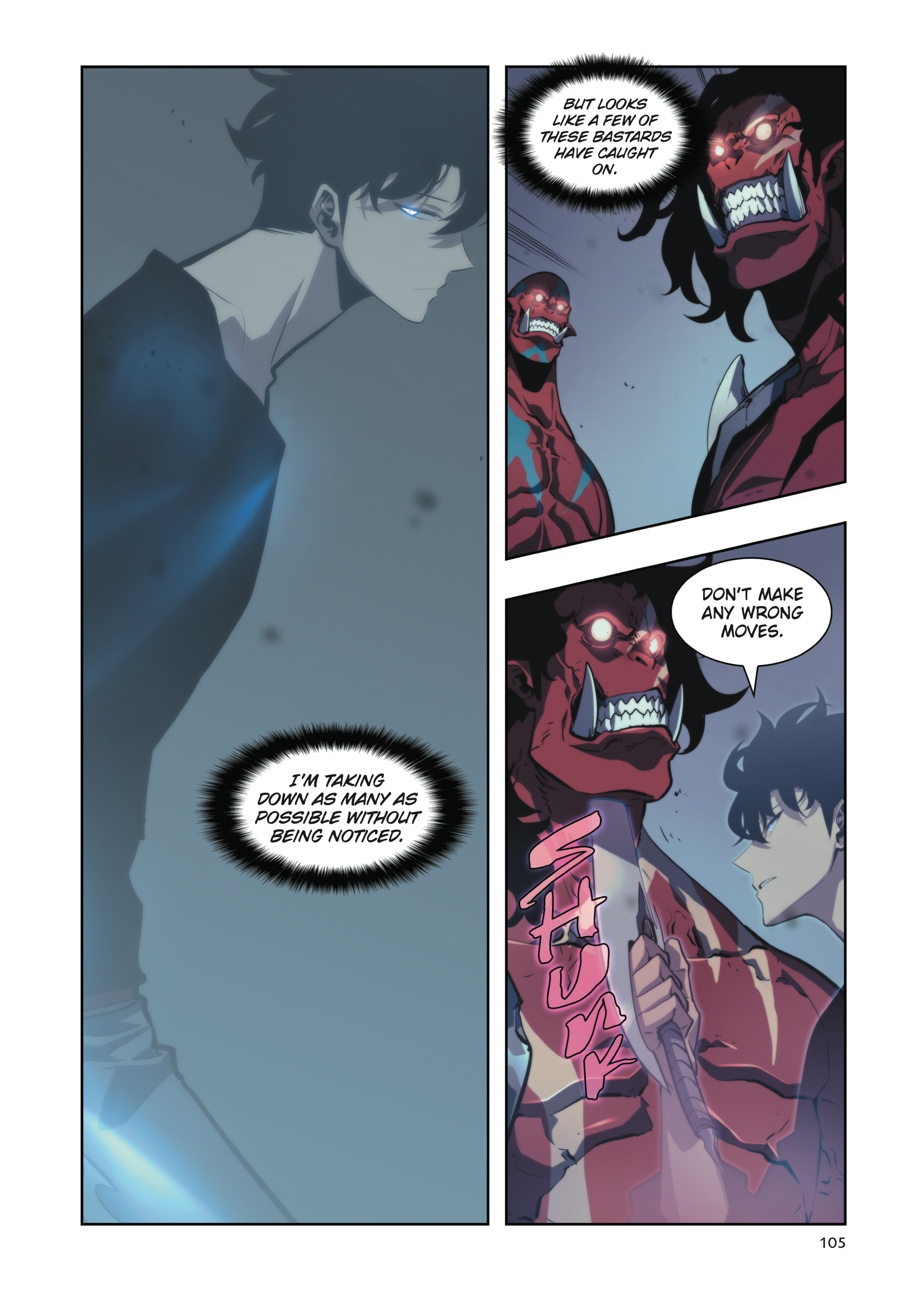 I'M TAKING
DOWN AS MANY AS
POSSIBLE WITHOUT
BEING NOTICED.
BUT LOOKS
LIKE A FEW OF
THESE BASTARDS
HAVE CAUGHT
ON.
DON'T MAKE
ANY WRONG
MOVES.
SHUSK
105